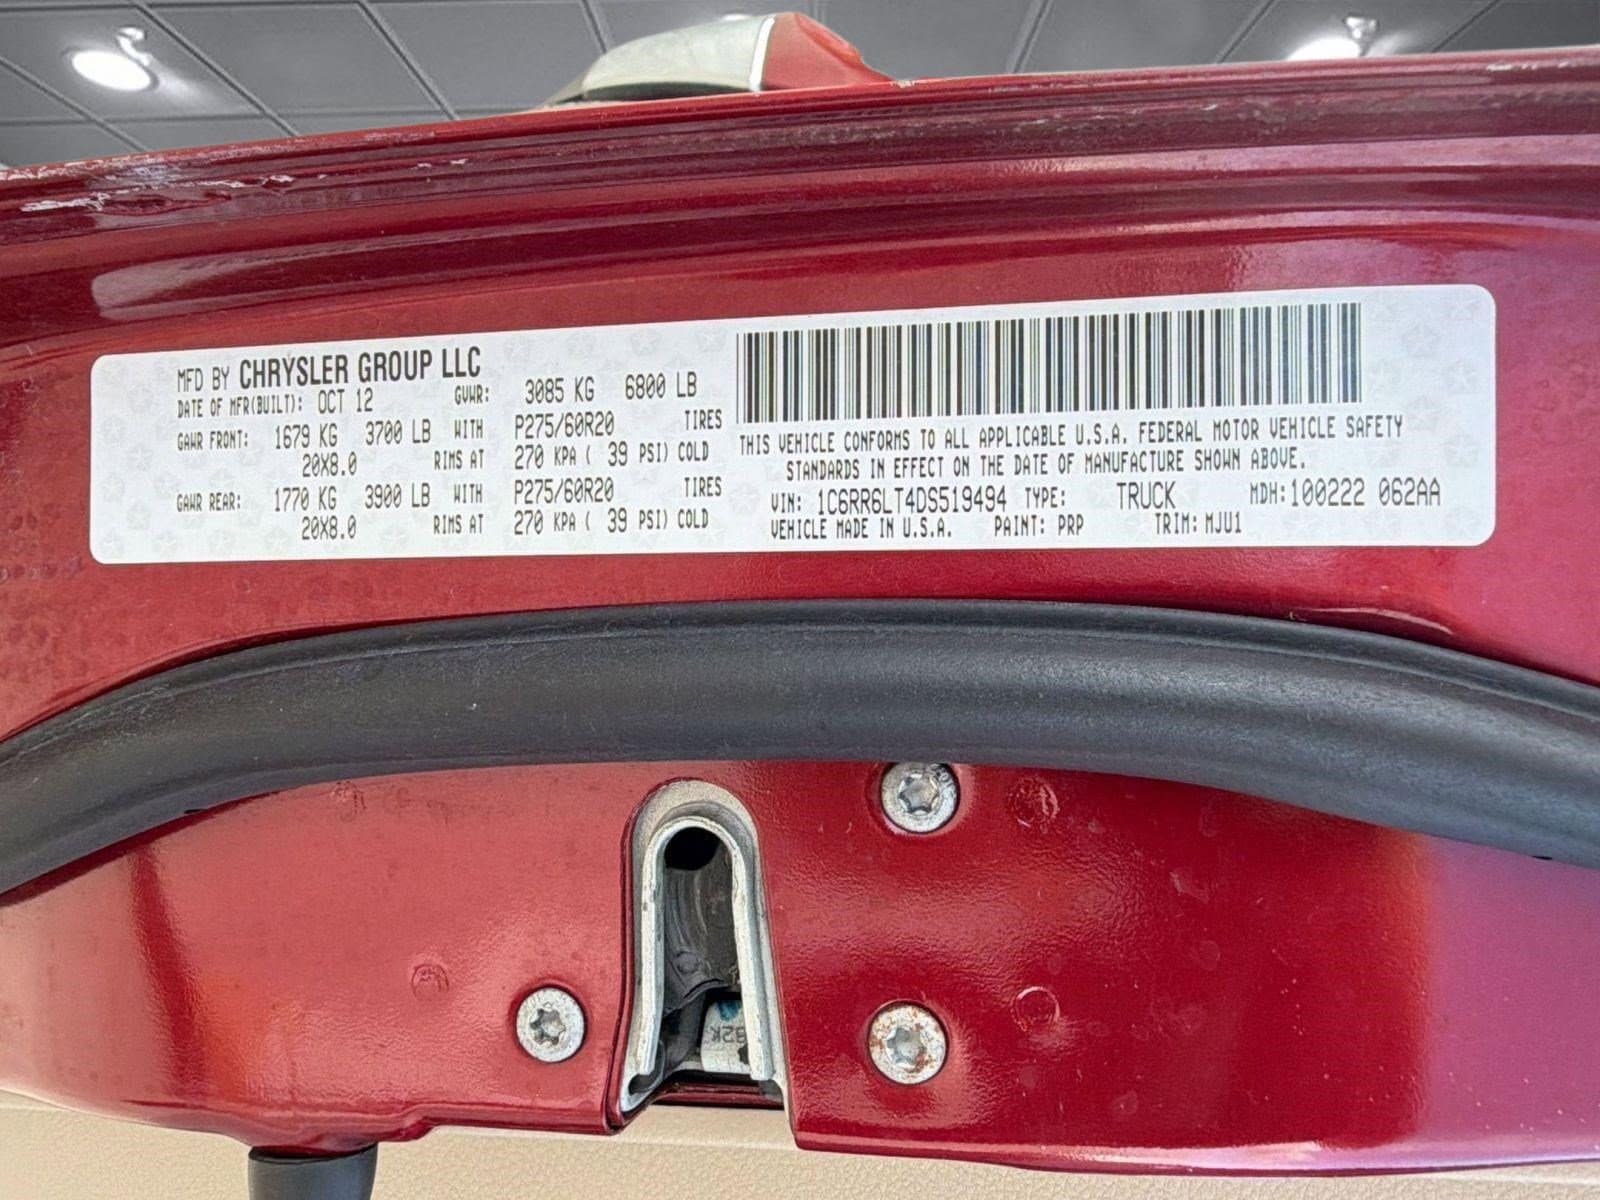 MFD BY CHRYSLER GROUP LLC
DATE OF MFR(BUILT): OCT 12 GVWR: 3085 KG 6800 LB
GAWR FRONT: 1679 KG 3700 LB WITH P275/60R20 TIRES
20X8.0 RIMS AT 270 KPA ( 39 PSI) COLD
GAWR REAR: 1770 KG 3900 LB WITH P275/60R20 TIRES
20X8.0 RIMS AT 270 KPA ( 39 PSI) COLD
THIS VEHICLE CONFORMS TO ALL APPLICABLE U.S.A. FEDERAL MOTOR VEHICLE SAFETY
STANDARDS IN EFFECT ON THE DATE OF MANUFACTURE SHOWN ABOVE.
VIN: 1C6RR6LT4DS519494 TYPE: TRUCK MDH: 100222 062AA
VEHICLE MADE IN U.S.A. PAINT: PRP TRIM: MJU1